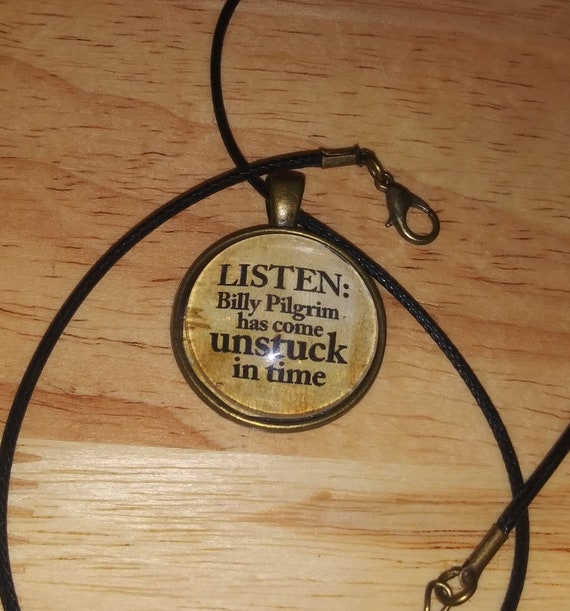 LISTEN:
Billy Pilgrim
has come
unstuck
in time